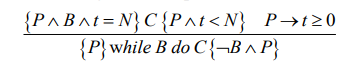 {P ∧ B ∧ t = N} C {P ∧ t < N}    P → t ≥ 0
{P} while B do C {¬B ∧ P}